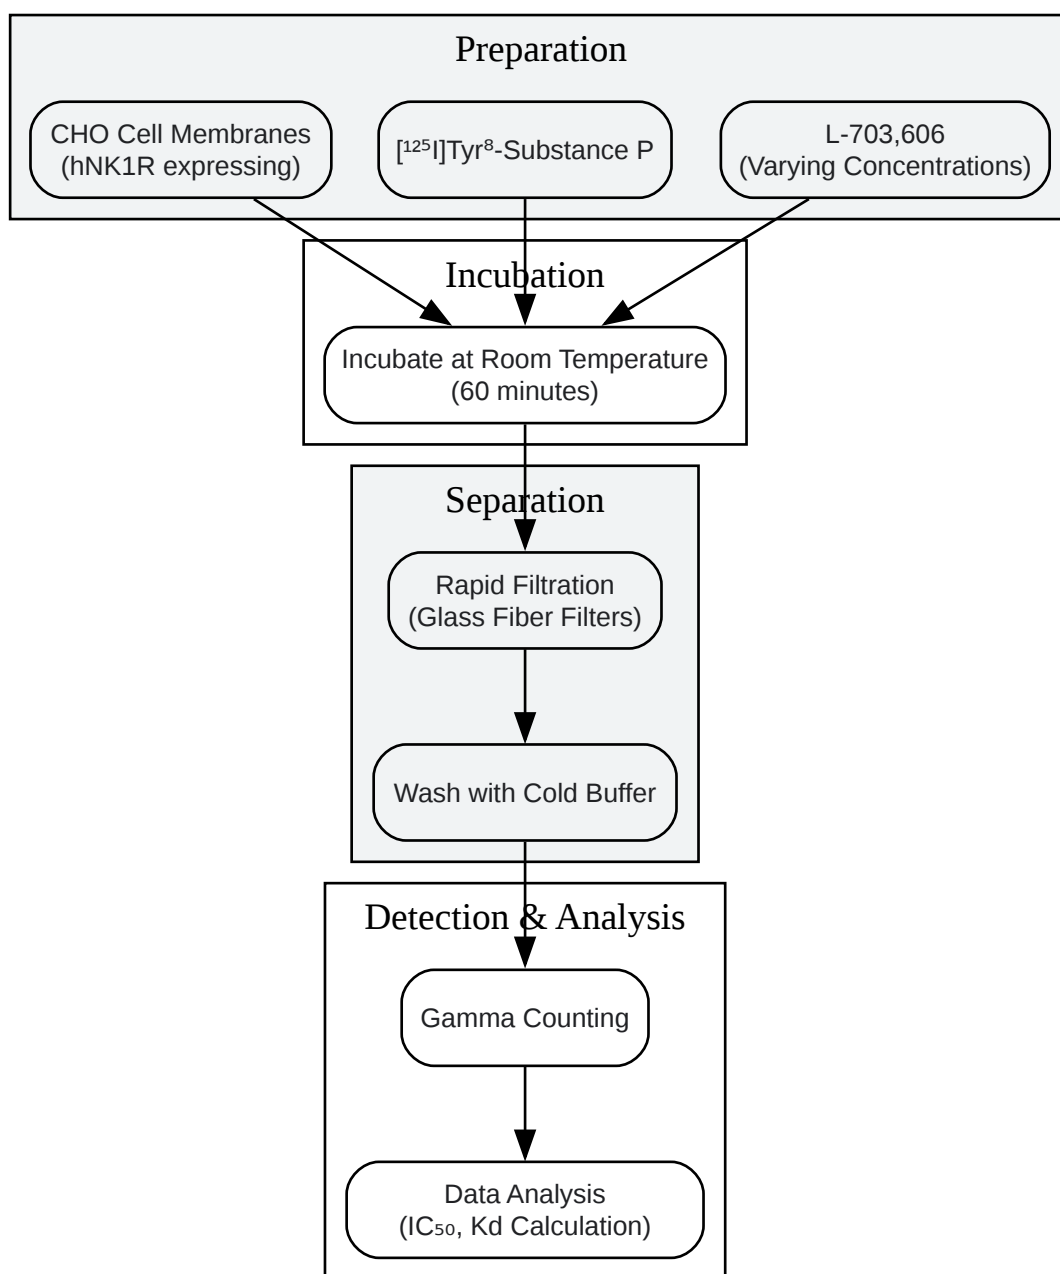 Preparation
CHO Cell Membranes
(hNK1R expressing)
[¹²⁵I]Tyr⁸-Substance P
L-703,606
(Varying Concentrations)
Incubation
Incubate at Room Temperature
(60 minutes)
Separation
Rapid Filtration
(Glass Fiber Filters)
Wash with Cold Buffer
Detection & Analysis
Gamma Counting
Data Analysis
(IC₅₀, Kd Calculation)